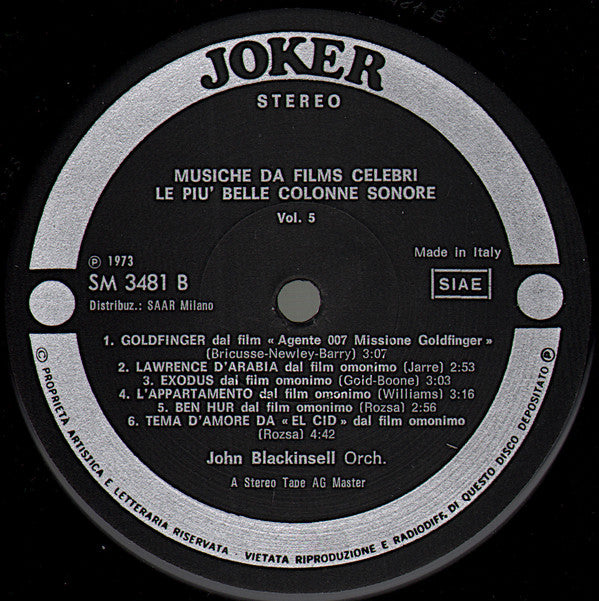 JOKER
STEREO
MUSICHE DA FILMS CELEBRI
LE PIU' BELLE COLONNE SONORE
Vol. 5
Ⓟ 1973
SM 3481 B
Distribuz.: SAAR Milano
Made in Italy
SIAE
1. GOLDFINGER dal film « Agente 007 Missione Goldfinger »
(Bricusse-Newley-Barry) 3:07
2. LAWRENCE D'ARABIA dal film omonimo (Jarre) 2:53
3. EXODUS dal film omonimo (Gold-Boone) 3:03
4. L'APPARTAMENTO dal film omonimo (Williams) 3:16
5. BEN HUR dal film omonimo (Rozsa) 2:56
6. TEMA D'AMORE DA « EL CID » dal film omonimo
(Rozsa) 4:42
John Blackinsell Orch.
A Stereo Tape AG Master
© PROPRIETÀ ARTISTICA E LETTERARIA RISERVATA - VIETATA RIPRODUZIONE E RADIODIFF. DI QUESTO DISCO DEPOSITATO Ⓟ